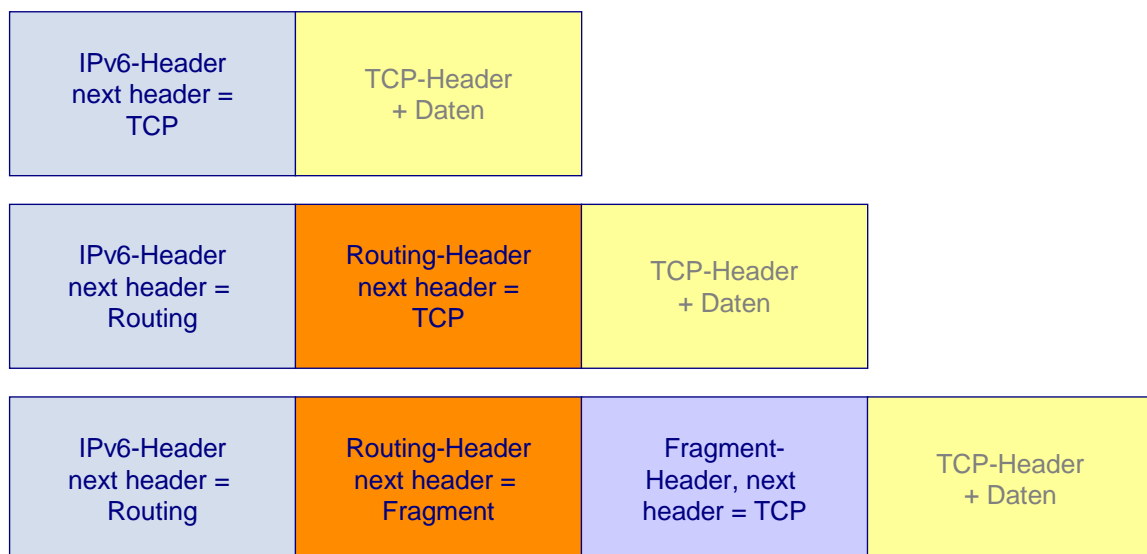 IPv6-Header
next header =
TCP
TCP-Header
+ Daten
IPv6-Header
next header =
Routing
Routing-Header
next header =
TCP
TCP-Header
+ Daten
IPv6-Header
next header =
Routing
Routing-Header
next header =
Fragment
Fragment-
Header, next
header = TCP
TCP-Header
+ Daten